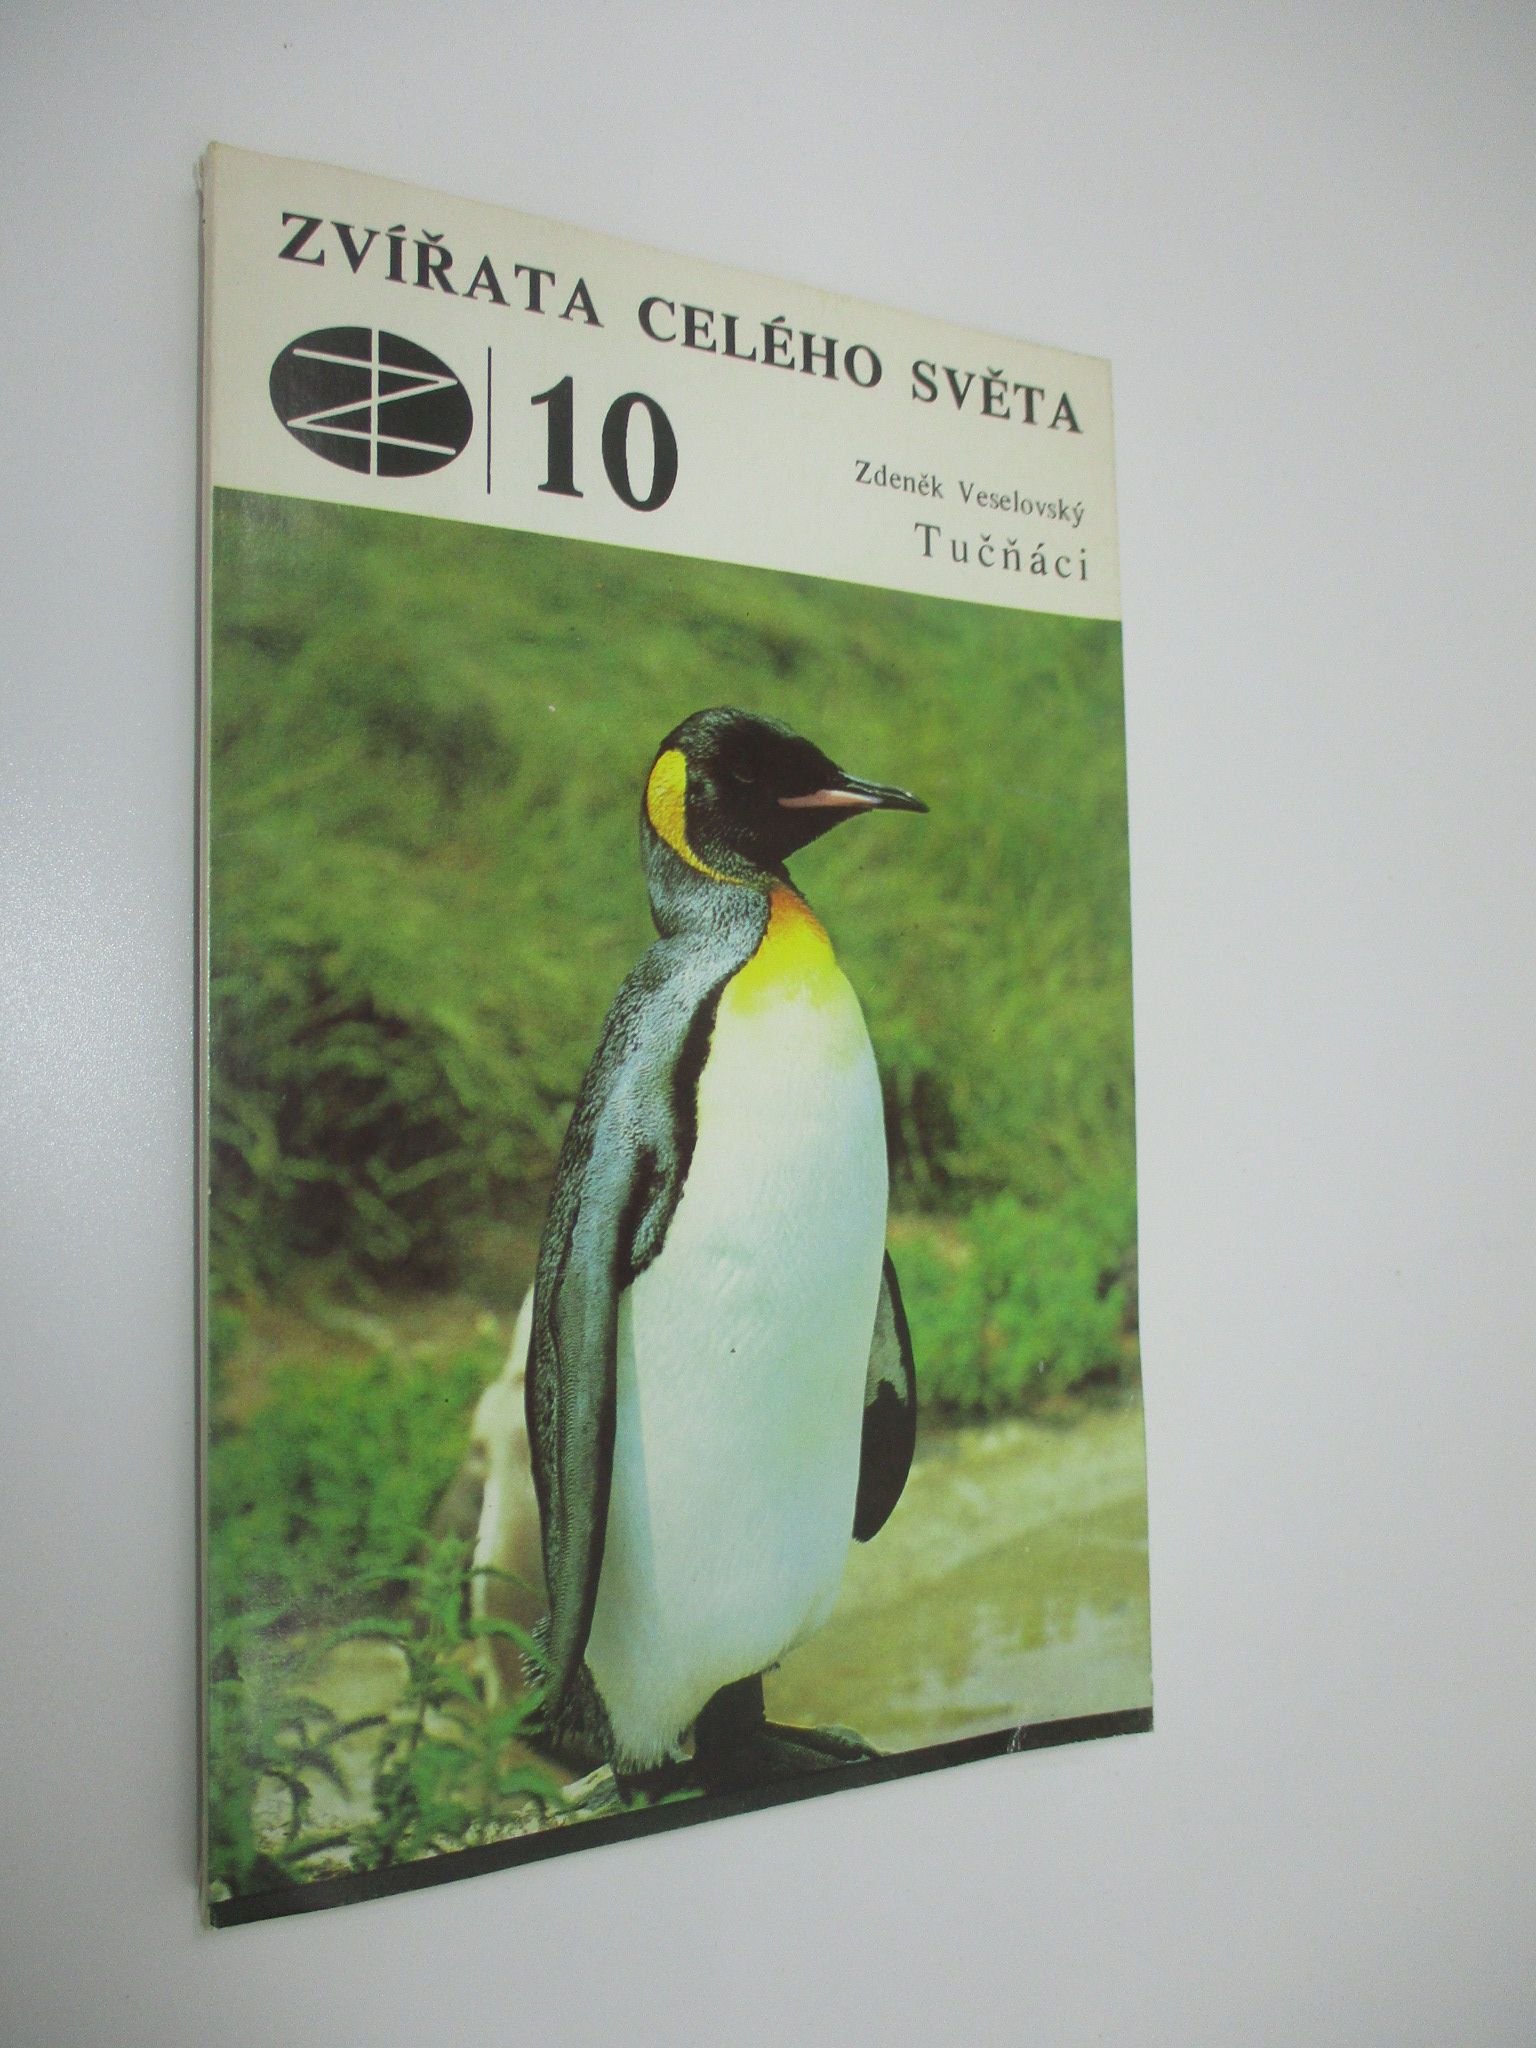 ZVÍŘATA CELÉHO SVĚTA
10
Zdeněk Veselovský
Tučňáci